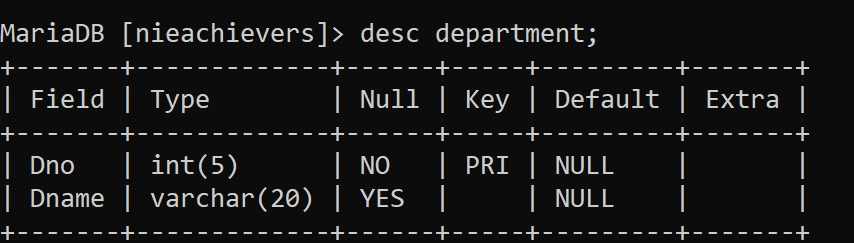 MariaDB [nieachievers]> desc department;
+-------+-------------+------+-----+---------+-------+
| Field | Type        | Null | Key | Default | Extra |
+-------+-------------+------+-----+---------+-------+
| Dno   | int(5)      | NO   | PRI | NULL    |       |
| Dname | varchar(20) | YES  |     | NULL    |       |
+-------+-------------+------+-----+---------+-------+